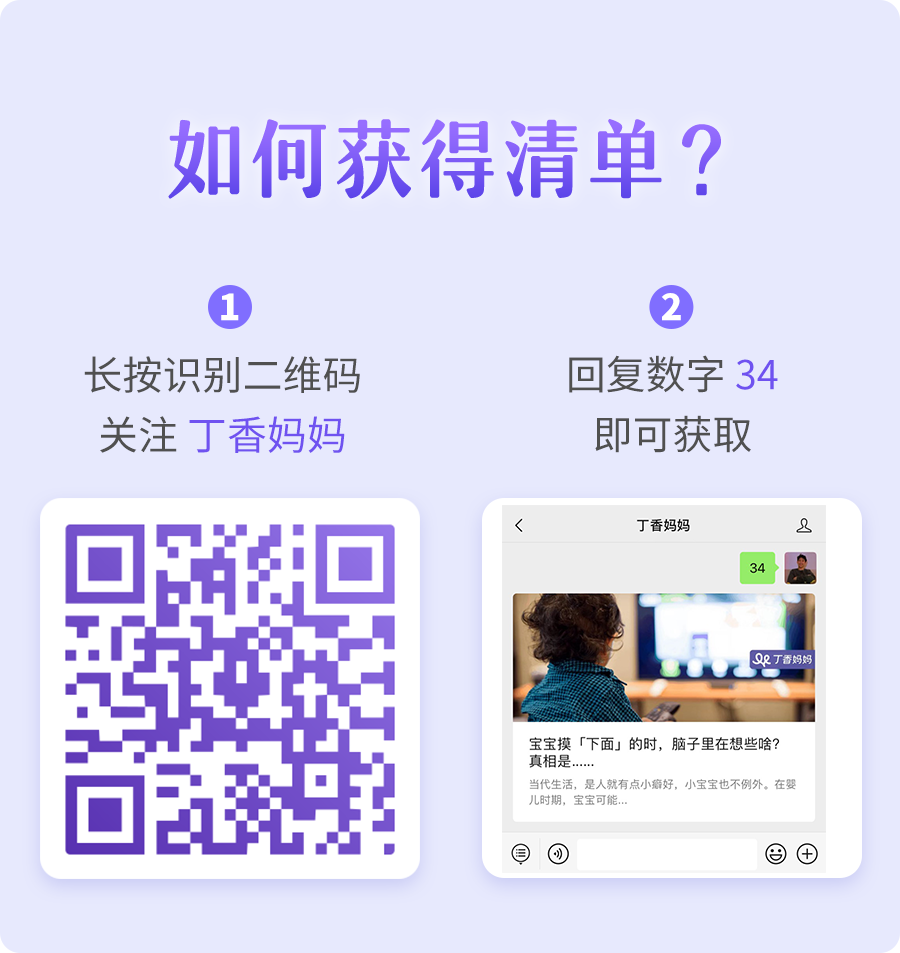 如何获得清单？
1
长按识别二维码
关注 丁香妈妈
2
回复数字 34
即可获取
丁香妈妈
34
丁香妈妈
宝宝摸「下面」的时，脑子里在想些啥？
真相是......
当代生活，是人就有点小癖好，小宝宝也不例外。在婴
儿时期，宝宝可能...